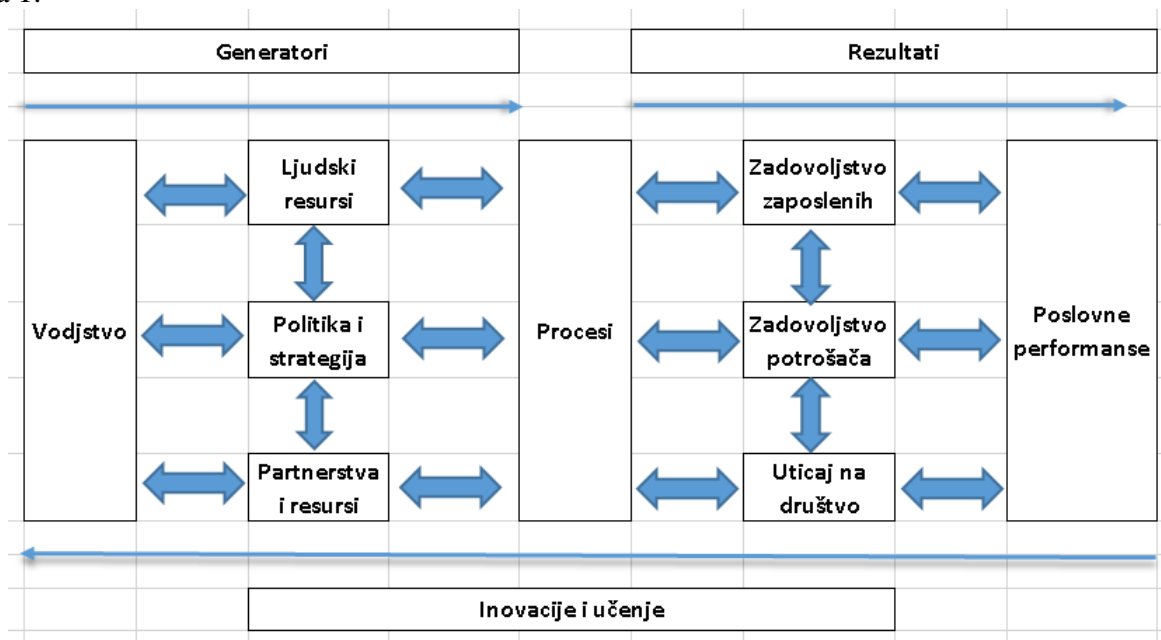 a 1.
Generatori
Rezultati
Ljudski
resursi
Zadovoljstvo
zaposlenih
Vodjstvo
Politika i
strategija
Procesi
Zadovoljstvo
potrošača
Poslovne
performanse
Partnerstva
i resursi
Uticaj na
društvo
Inovacije i učenje